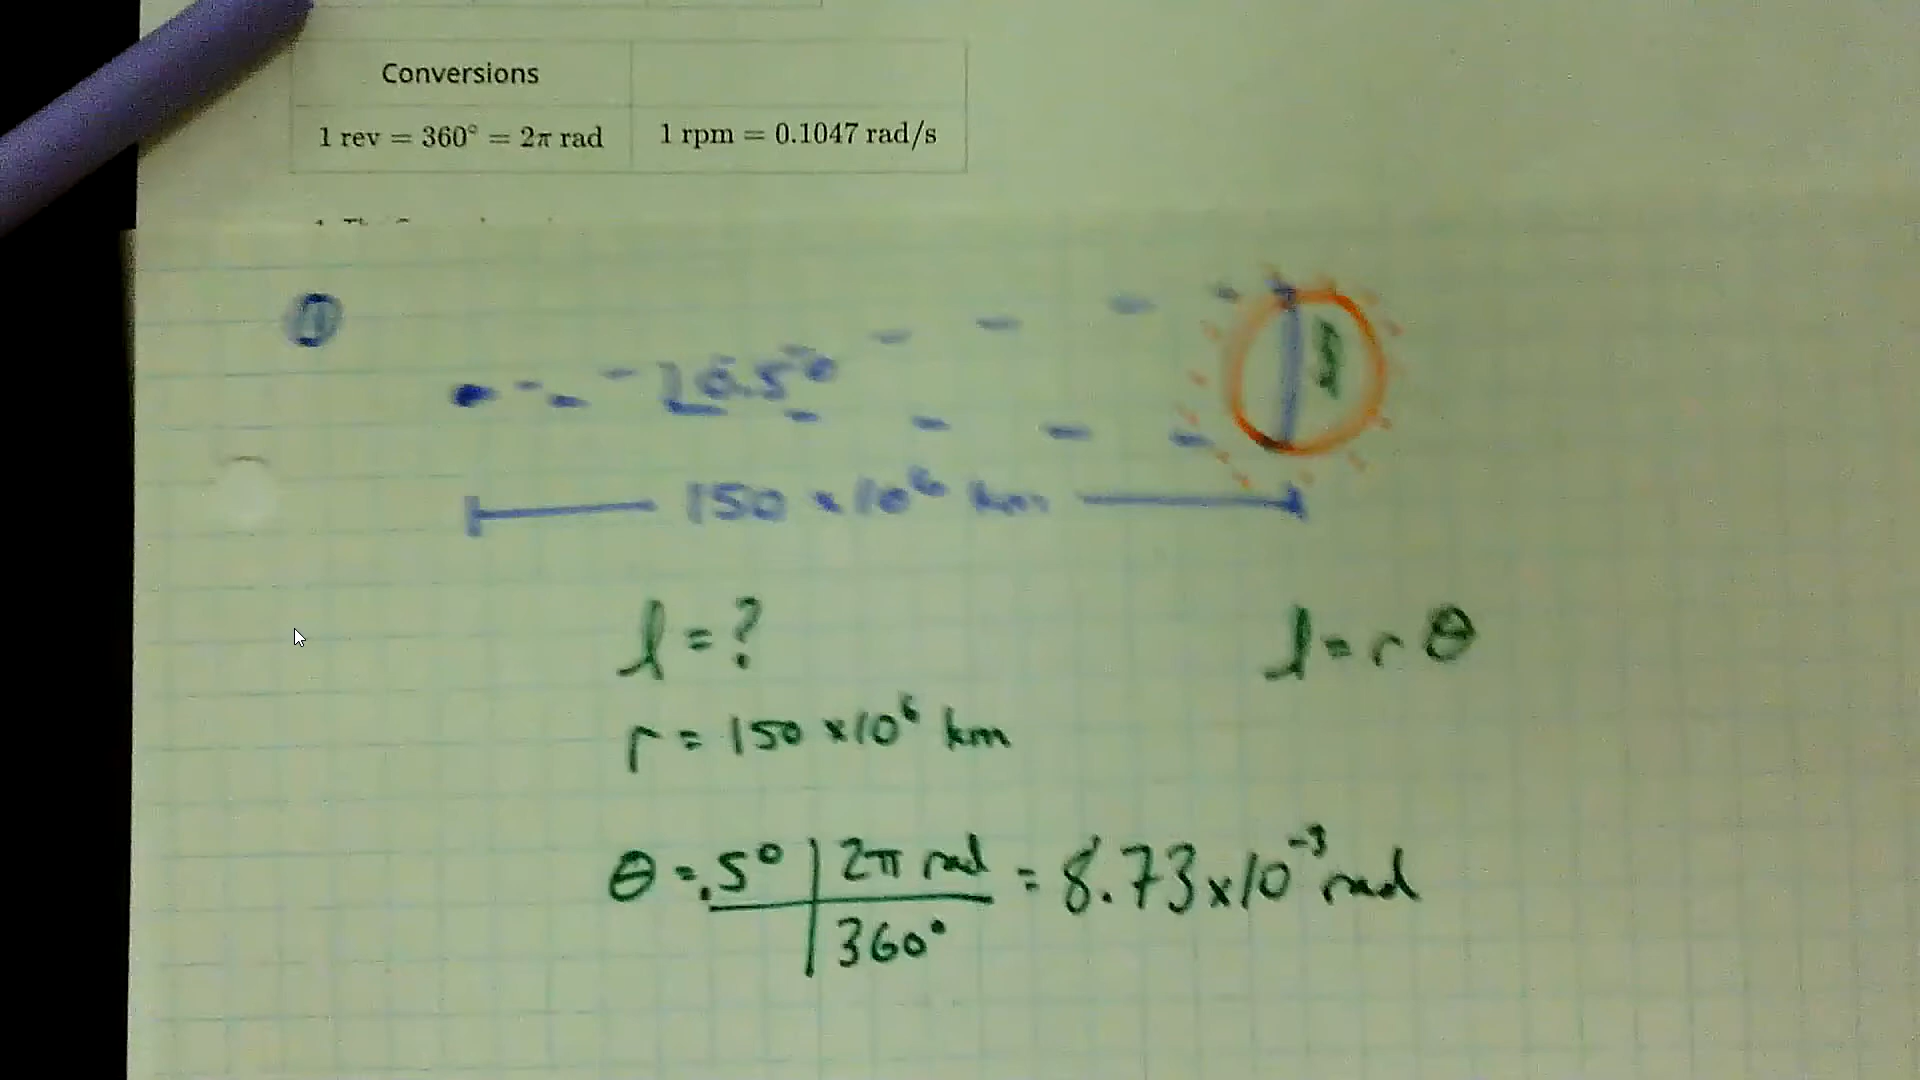 Conversions
1 rev = 360° = 2π rad
1 rpm = 0.1047 rad/s
①
0.5°
l
150 × 10⁶ km
l = ?
l = r θ
r = 150 × 10⁶ km
θ = .5° | 2π rad = 8.73 × 10⁻³ rad
360°